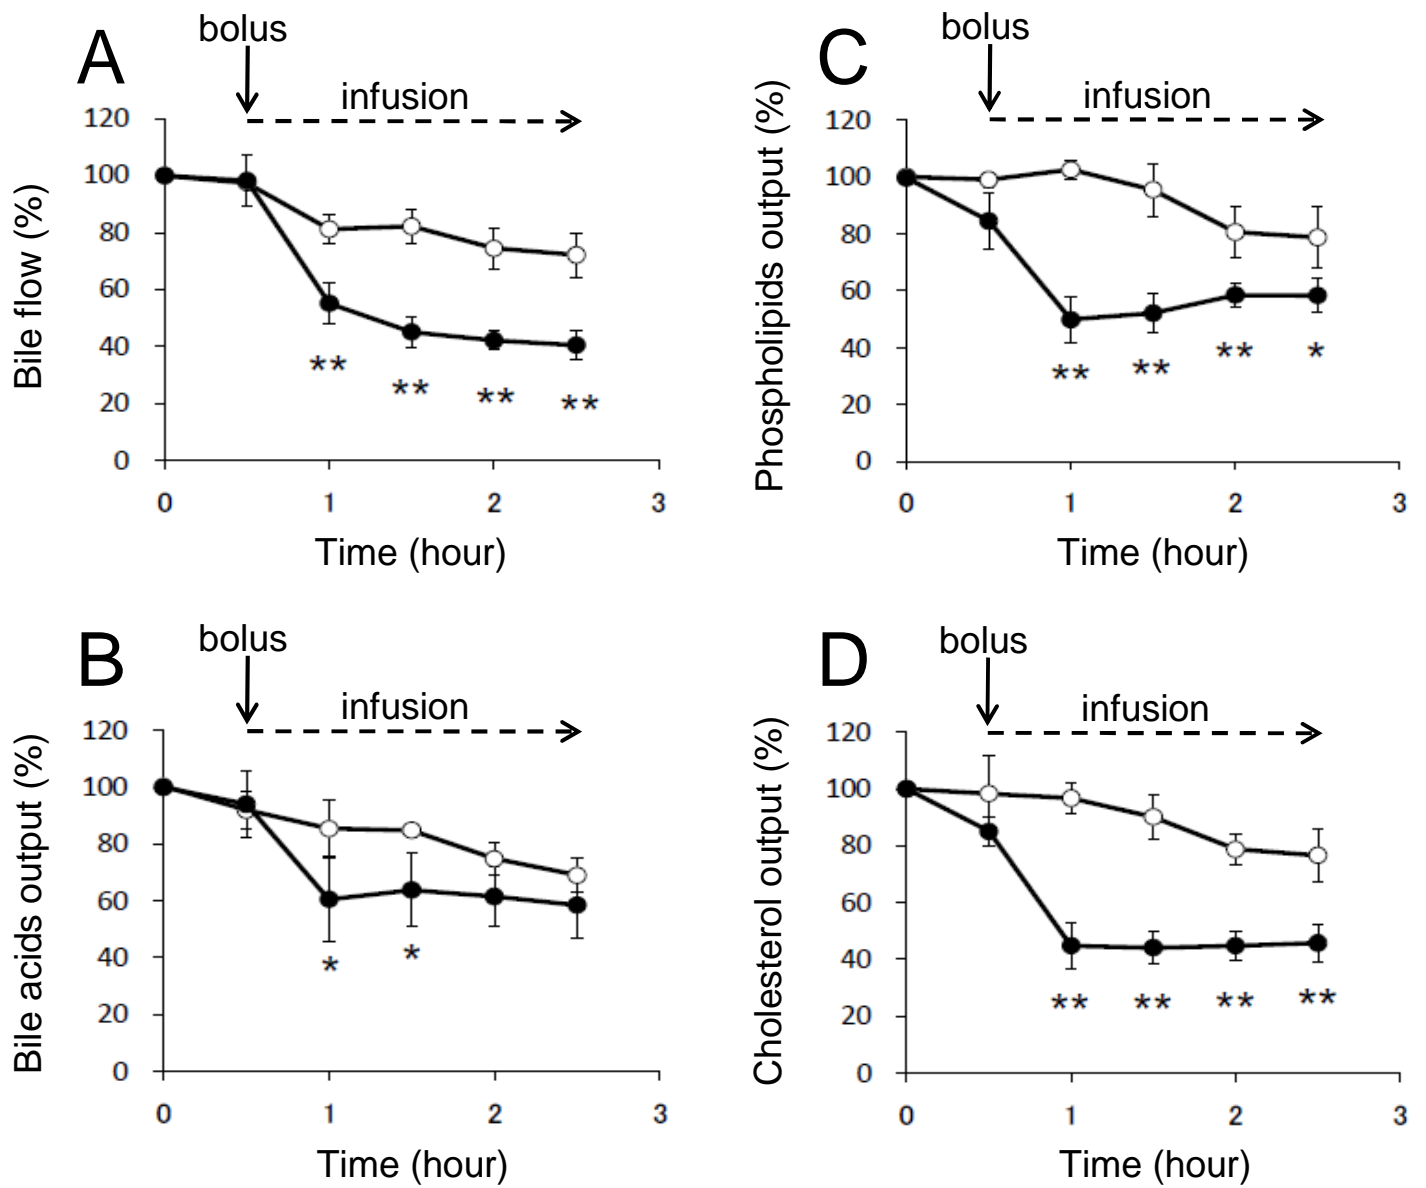 A
bolus
infusion
Bile flow (%)
120
100
80
60
40
20
0
**
**
**
**
0
1
2
3
Time (hour)
C
bolus
infusion
Phospholipids output (%)
120
100
80
60
40
20
0
**
**
**
*
0
1
2
3
Time (hour)
B
bolus
infusion
Bile acids output (%)
120
100
80
60
40
20
0
*
*
0
1
2
3
Time (hour)
D
bolus
infusion
Cholesterol output (%)
120
100
80
60
40
20
0
**
**
**
**
0
1
2
3
Time (hour)